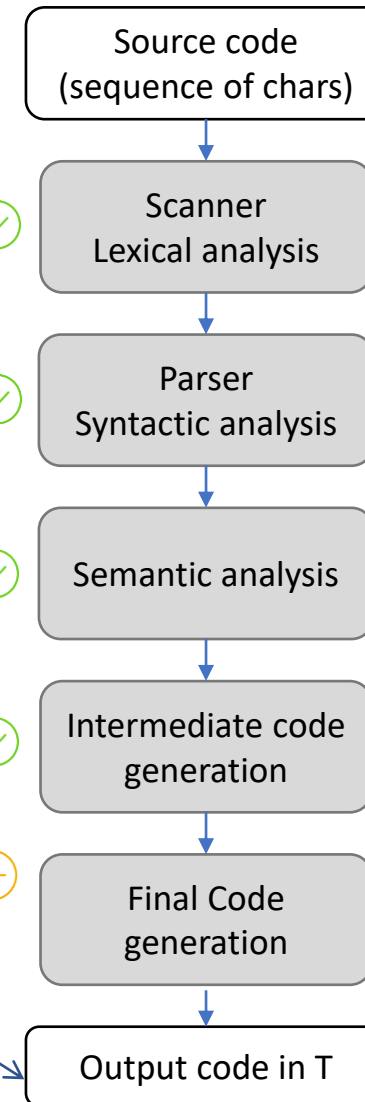 Source code
(sequence of chars)
Scanner
Lexical analysis
Parser
Syntactic analysis
Semantic analysis
Intermediate code
generation
Final Code
generation
Output code in T